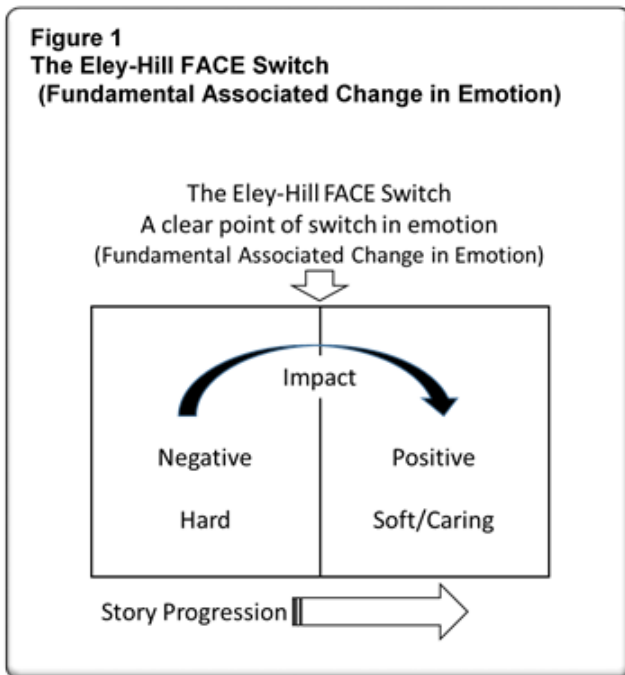 Figure 1
The Eley-Hill FACE Switch
(Fundamental Associated Change in Emotion)
The Eley-Hill FACE Switch
A clear point of switch in emotion
(Fundamental Associated Change in Emotion)
Impact
Negative
Positive
Hard
Soft/Caring
Story Progression